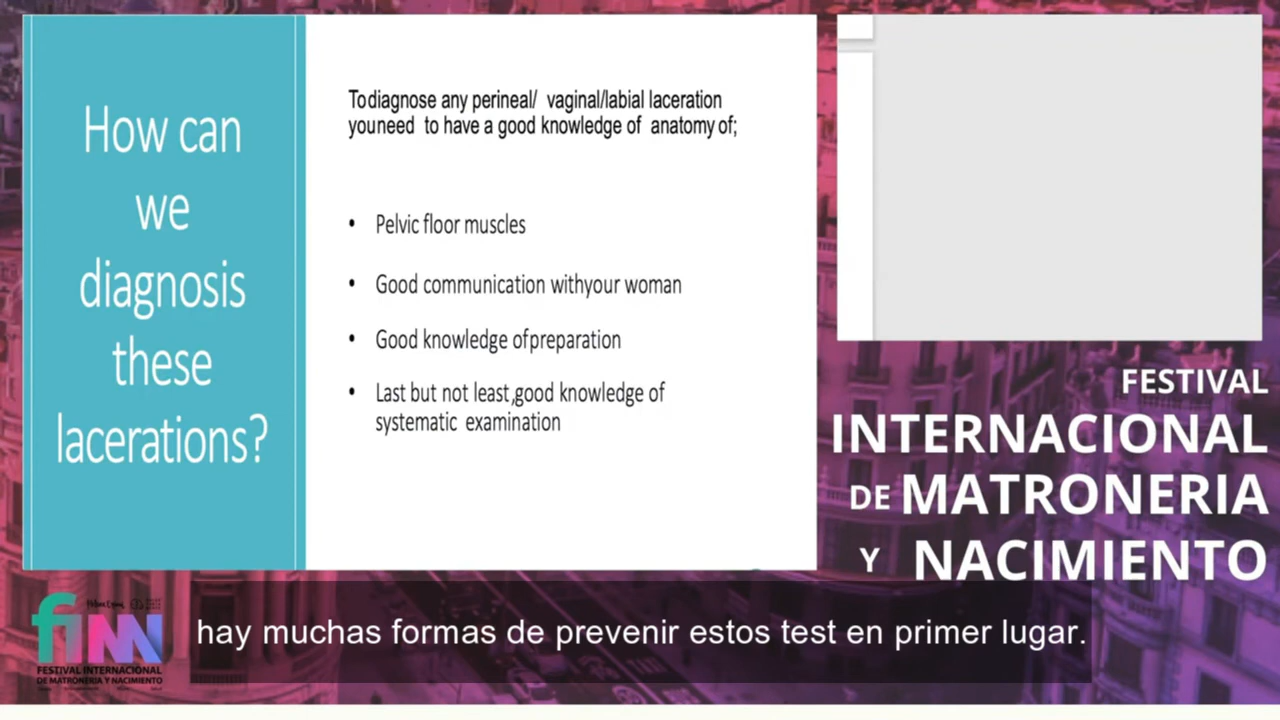 How can
we
diagnosis
these
lacerations?
Todiagnose any perineal/ vaginal/labial laceration
youneed to have a good knowledge of anatomy of;
• Pelvic floor muscles
• Good communication withyour woman
• Good knowledge ofpreparation
• Last but not least,good knowledge of
systematic examination
FESTIVAL
INTERNACIONAL
DE MATRONERIA
Y NACIMIENTO
FESTIVAL INTERNACIONAL
DE MATRONERIA Y NACIMIENTO
hay muchas formas de prevenir estos test en primer lugar.